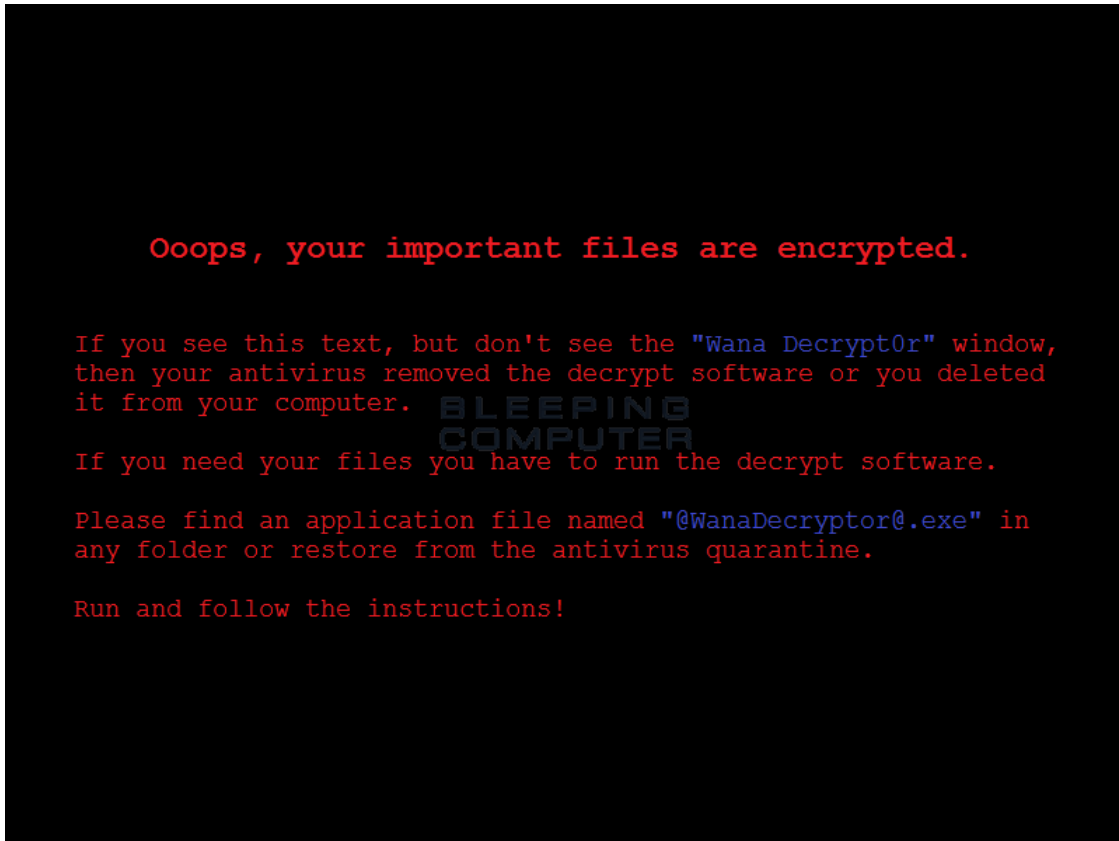 Ooops, your important files are encrypted.
If you see this text, but don't see the "Wana Decrypt0r" window,
then your antivirus removed the decrypt software or you deleted
it from your computer.
BLEEPING
COMPUTER
If you need your files you have to run the decrypt software.
Please find an application file named "@WanaDecryptor@.exe" in
any folder or restore from the antivirus quarantine.
Run and follow the instructions!